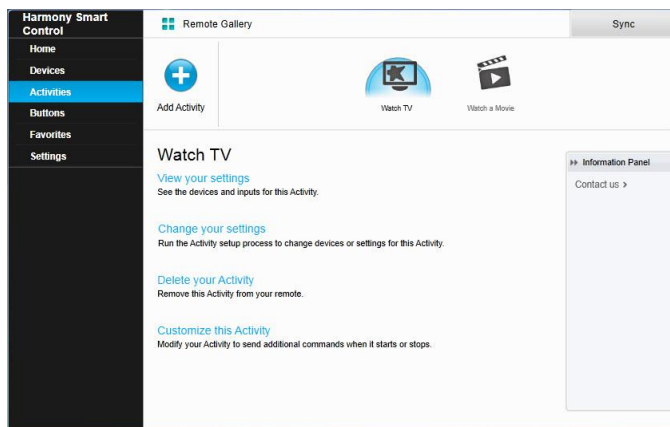 Harmony Smart
Control
Remote Gallery
Sync
Home
Devices
Activities
Buttons
Favorites
Settings
Add Activity
Watch TV
Watch a Movie
Watch TV
View your settings
See the devices and inputs for this Activity.
Change your settings
Run the Activity setup process to change devices or settings for this Activity.
Delete your Activity
Remove this Activity from your remote.
Customize this Activity
Modify your Activity to send additional commands when it starts or stops.
Information Panel
Contact us >